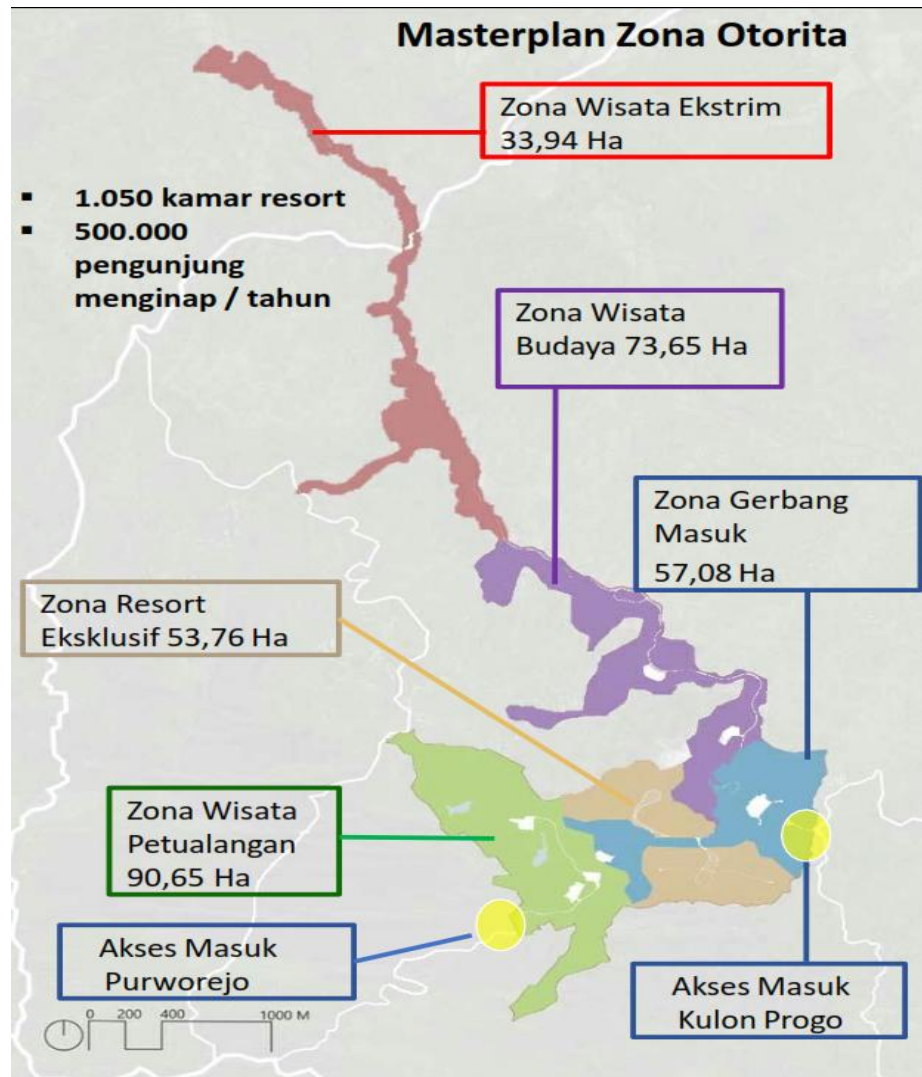 Masterplan Zona Otorita
Zona Wisata Ekstrim
33,94 Ha
▪ 1.050 kamar resort
▪ 500.000
pengunjung
menginap / tahun
Zona Wisata
Budaya 73,65 Ha
Zona Gerbang
Masuk
57,08 Ha
Zona Resort
Eksklusif 53,76 Ha
Zona Wisata
Petualangan
90,65 Ha
Akses Masuk
Purworejo
Akses Masuk
Kulon Progo
0 200 400 1000 M